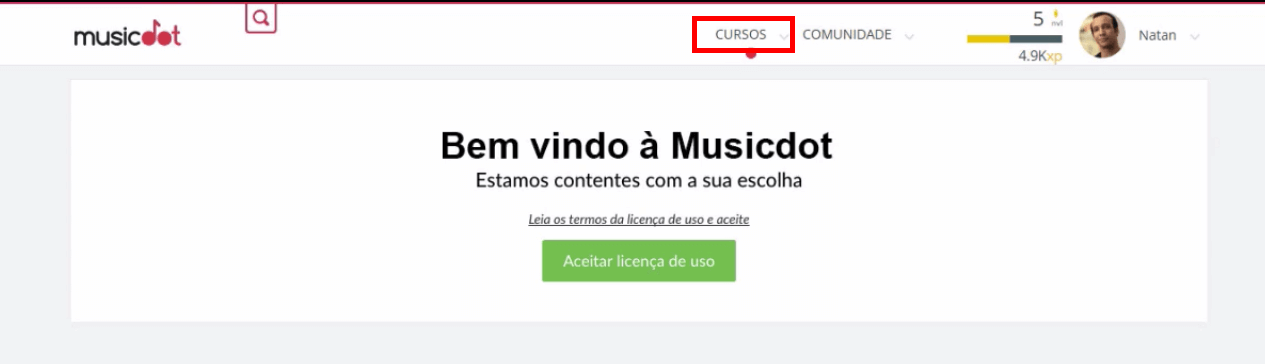 musicdot
CURSOS
COMUNIDADE
5 nvl
4.9Kxp
Natan
Bem vindo à Musicdot
Estamos contentes com a sua escolha
Leia os termos da licença de uso e aceite
Aceitar licença de uso